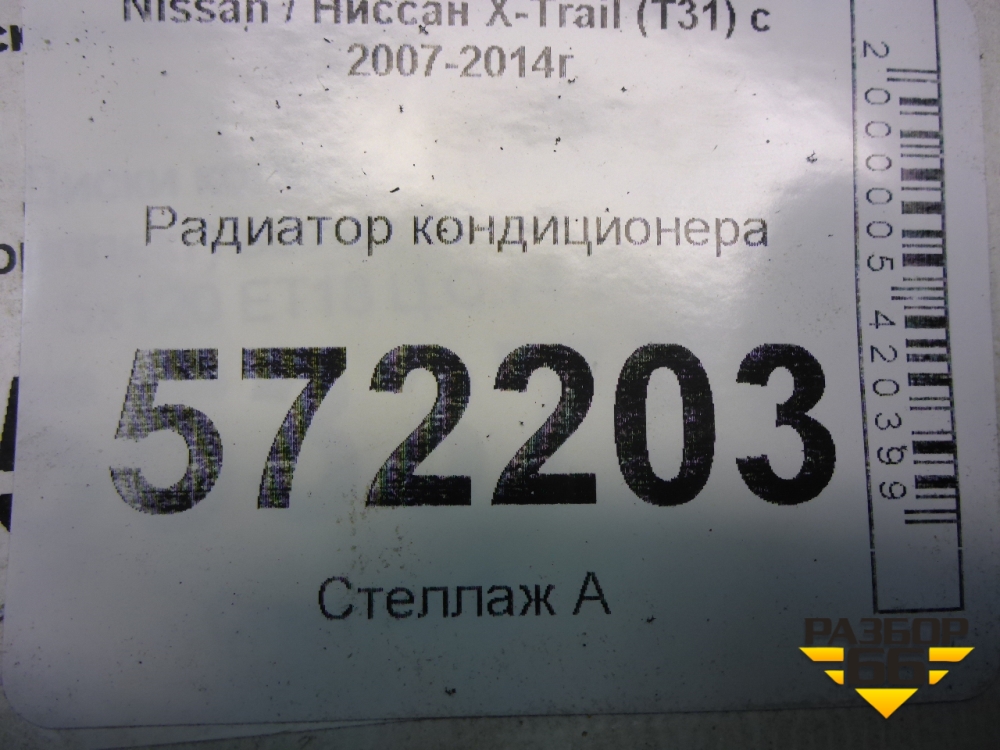 Nissan / Ниссан X-Trail (T31) с
2007-2014г
Радиатор кондиционера
572203
Стеллаж А
2000005420399
РАЗБОР
66